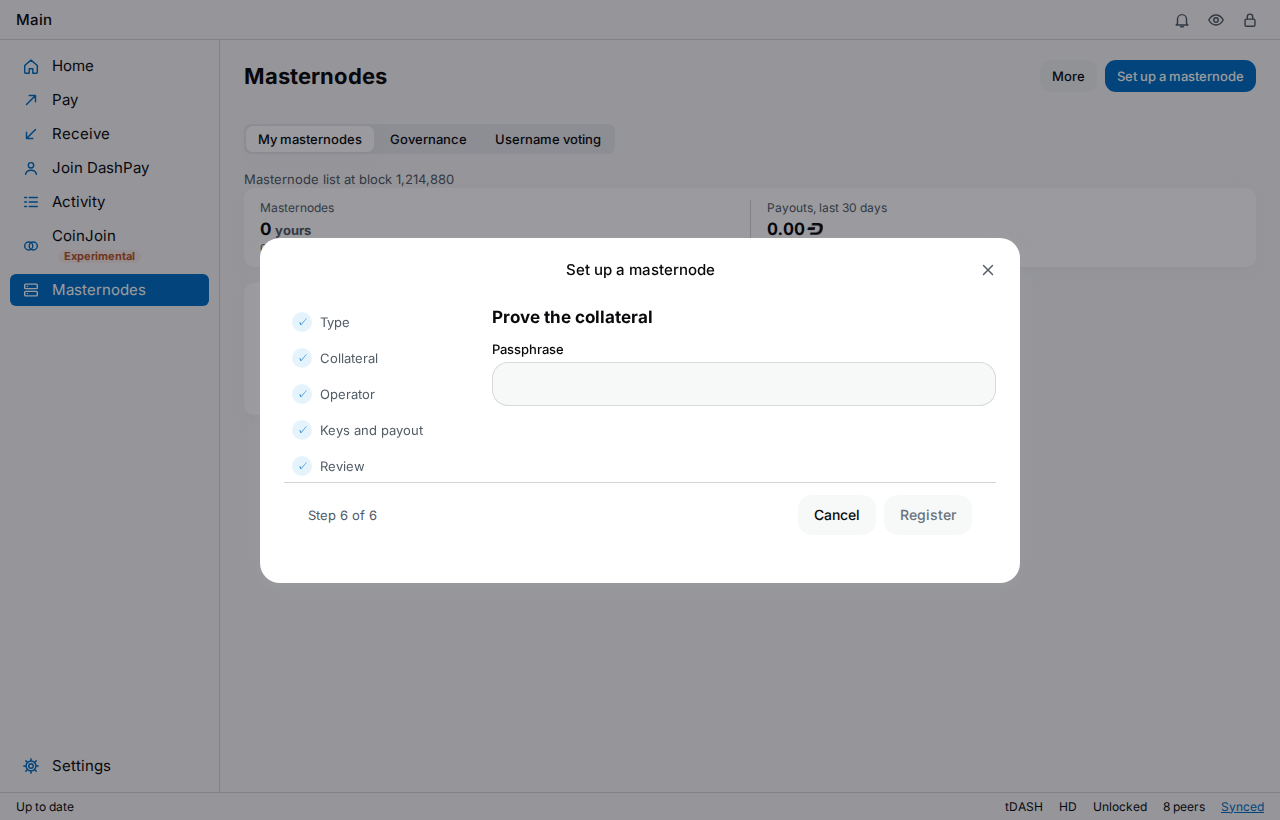 Main
Home
Pay
Receive
Join DashPay
Activity
CoinJoin
Experimental
Masternodes
Settings
Masternodes
More
Set up a masternode
My masternodes
Governance
Username voting
Masternode list at block 1,214,880
Masternodes
0 yours
Payouts, last 30 days
0.00
Set up a masternode
✓ Type
✓ Collateral
✓ Operator
✓ Keys and payout
✓ Review
Prove the collateral
Passphrase
Step 6 of 6
Cancel
Register
Up to date
tDASH
HD
Unlocked
8 peers
Synced